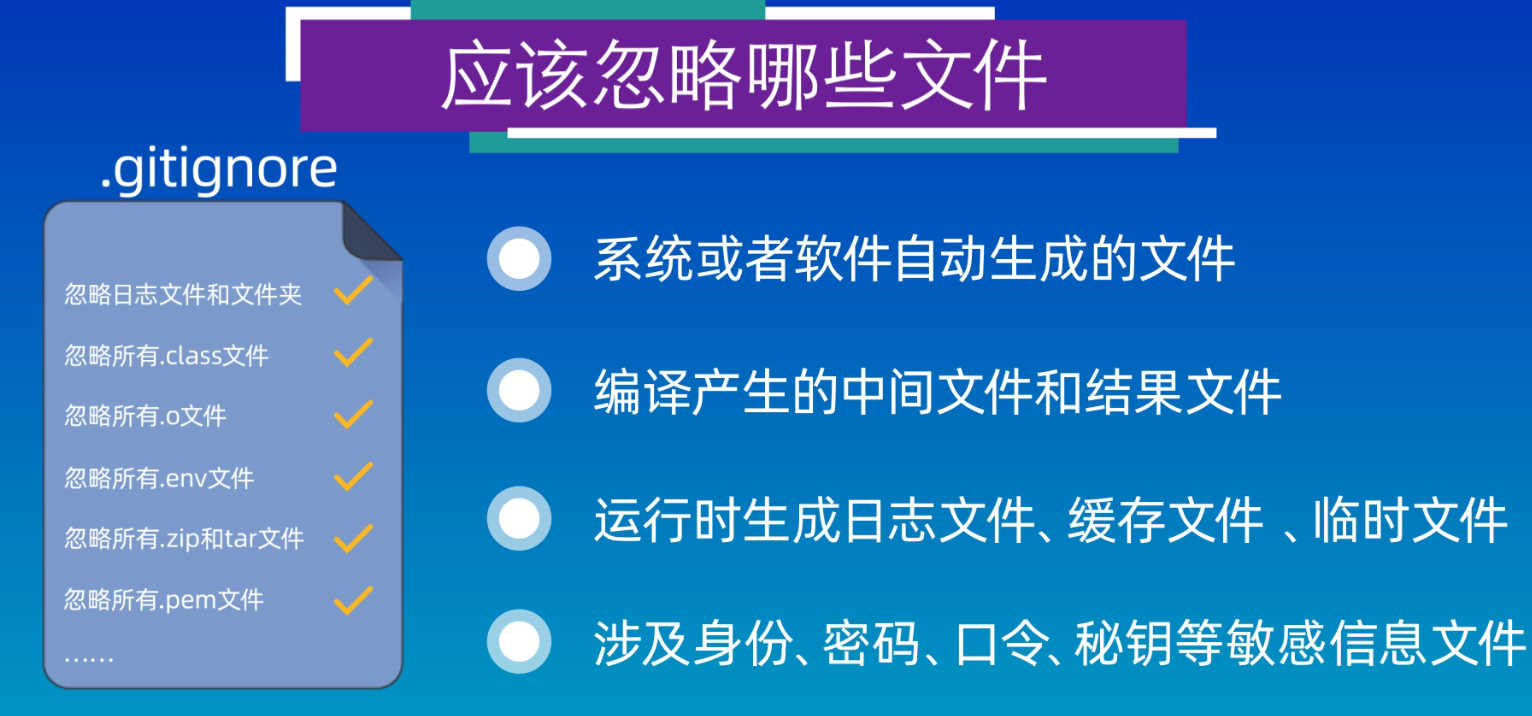 应该忽略哪些文件
.gitignore
忽略日志文件和文件夹
忽略所有.class文件
忽略所有.o文件
忽略所有.env文件
忽略所有.zip和tar文件
忽略所有.pem文件
……
系统或者软件自动生成的文件
编译产生的中间文件和结果文件
运行时生成日志文件、缓存文件 、临时文件
涉及身份、密码、口令、秘钥等敏感信息文件